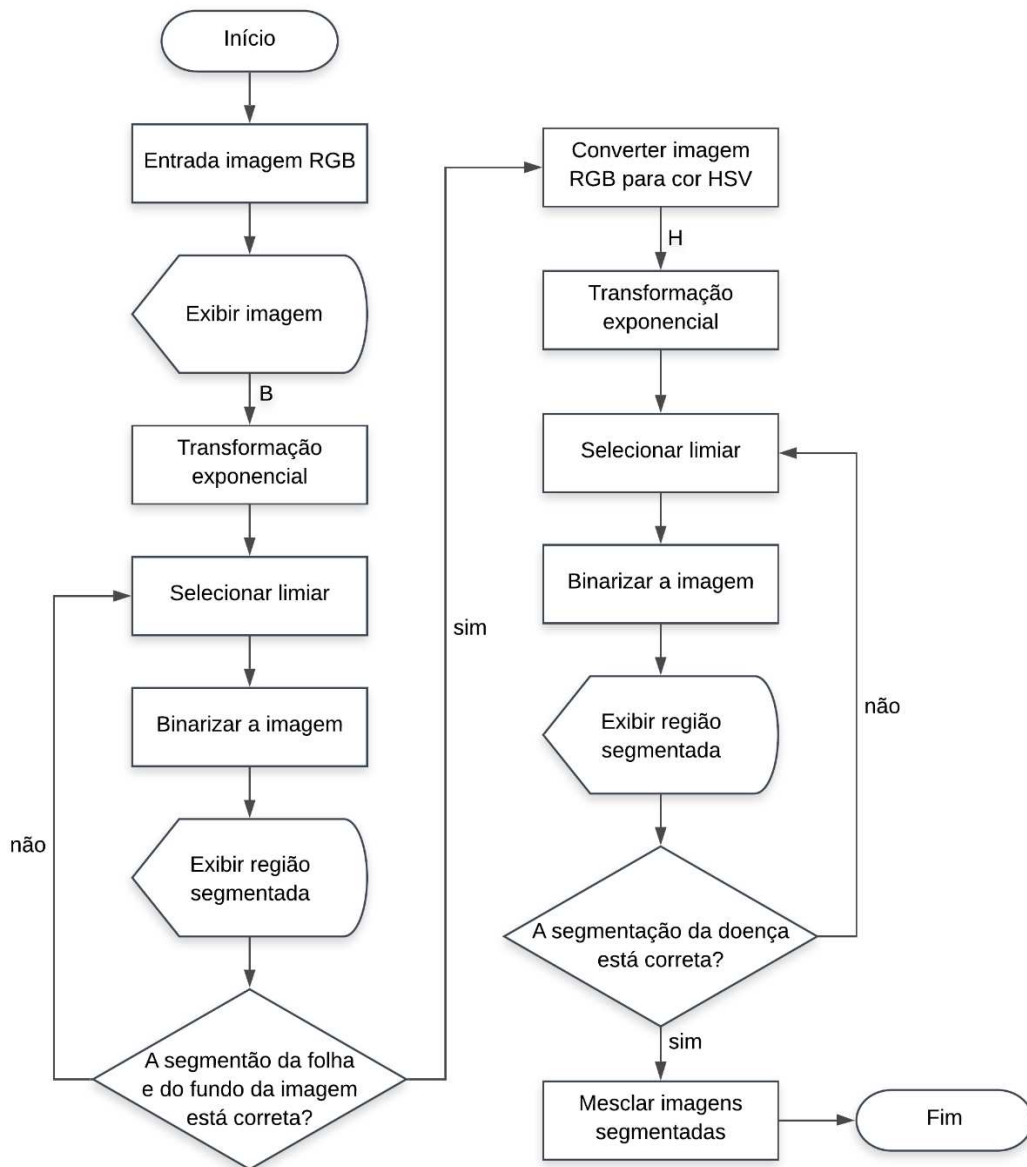 Início
Entrada imagem RGB
Exibir imagem
B
Transformação
exponencial
Selecionar limiar
Binarizar a imagem
não
Exibir região
segmentada
A segmentão da folha
e do fundo da imagem
está correta?
sim
Converter imagem
RGB para cor HSV
H
Transformação
exponencial
Selecionar limiar
Binarizar a imagem
não
Exibir região
segmentada
A segmentação da doença
está correta?
sim
Mesclar imagens
segmentadas
Fim